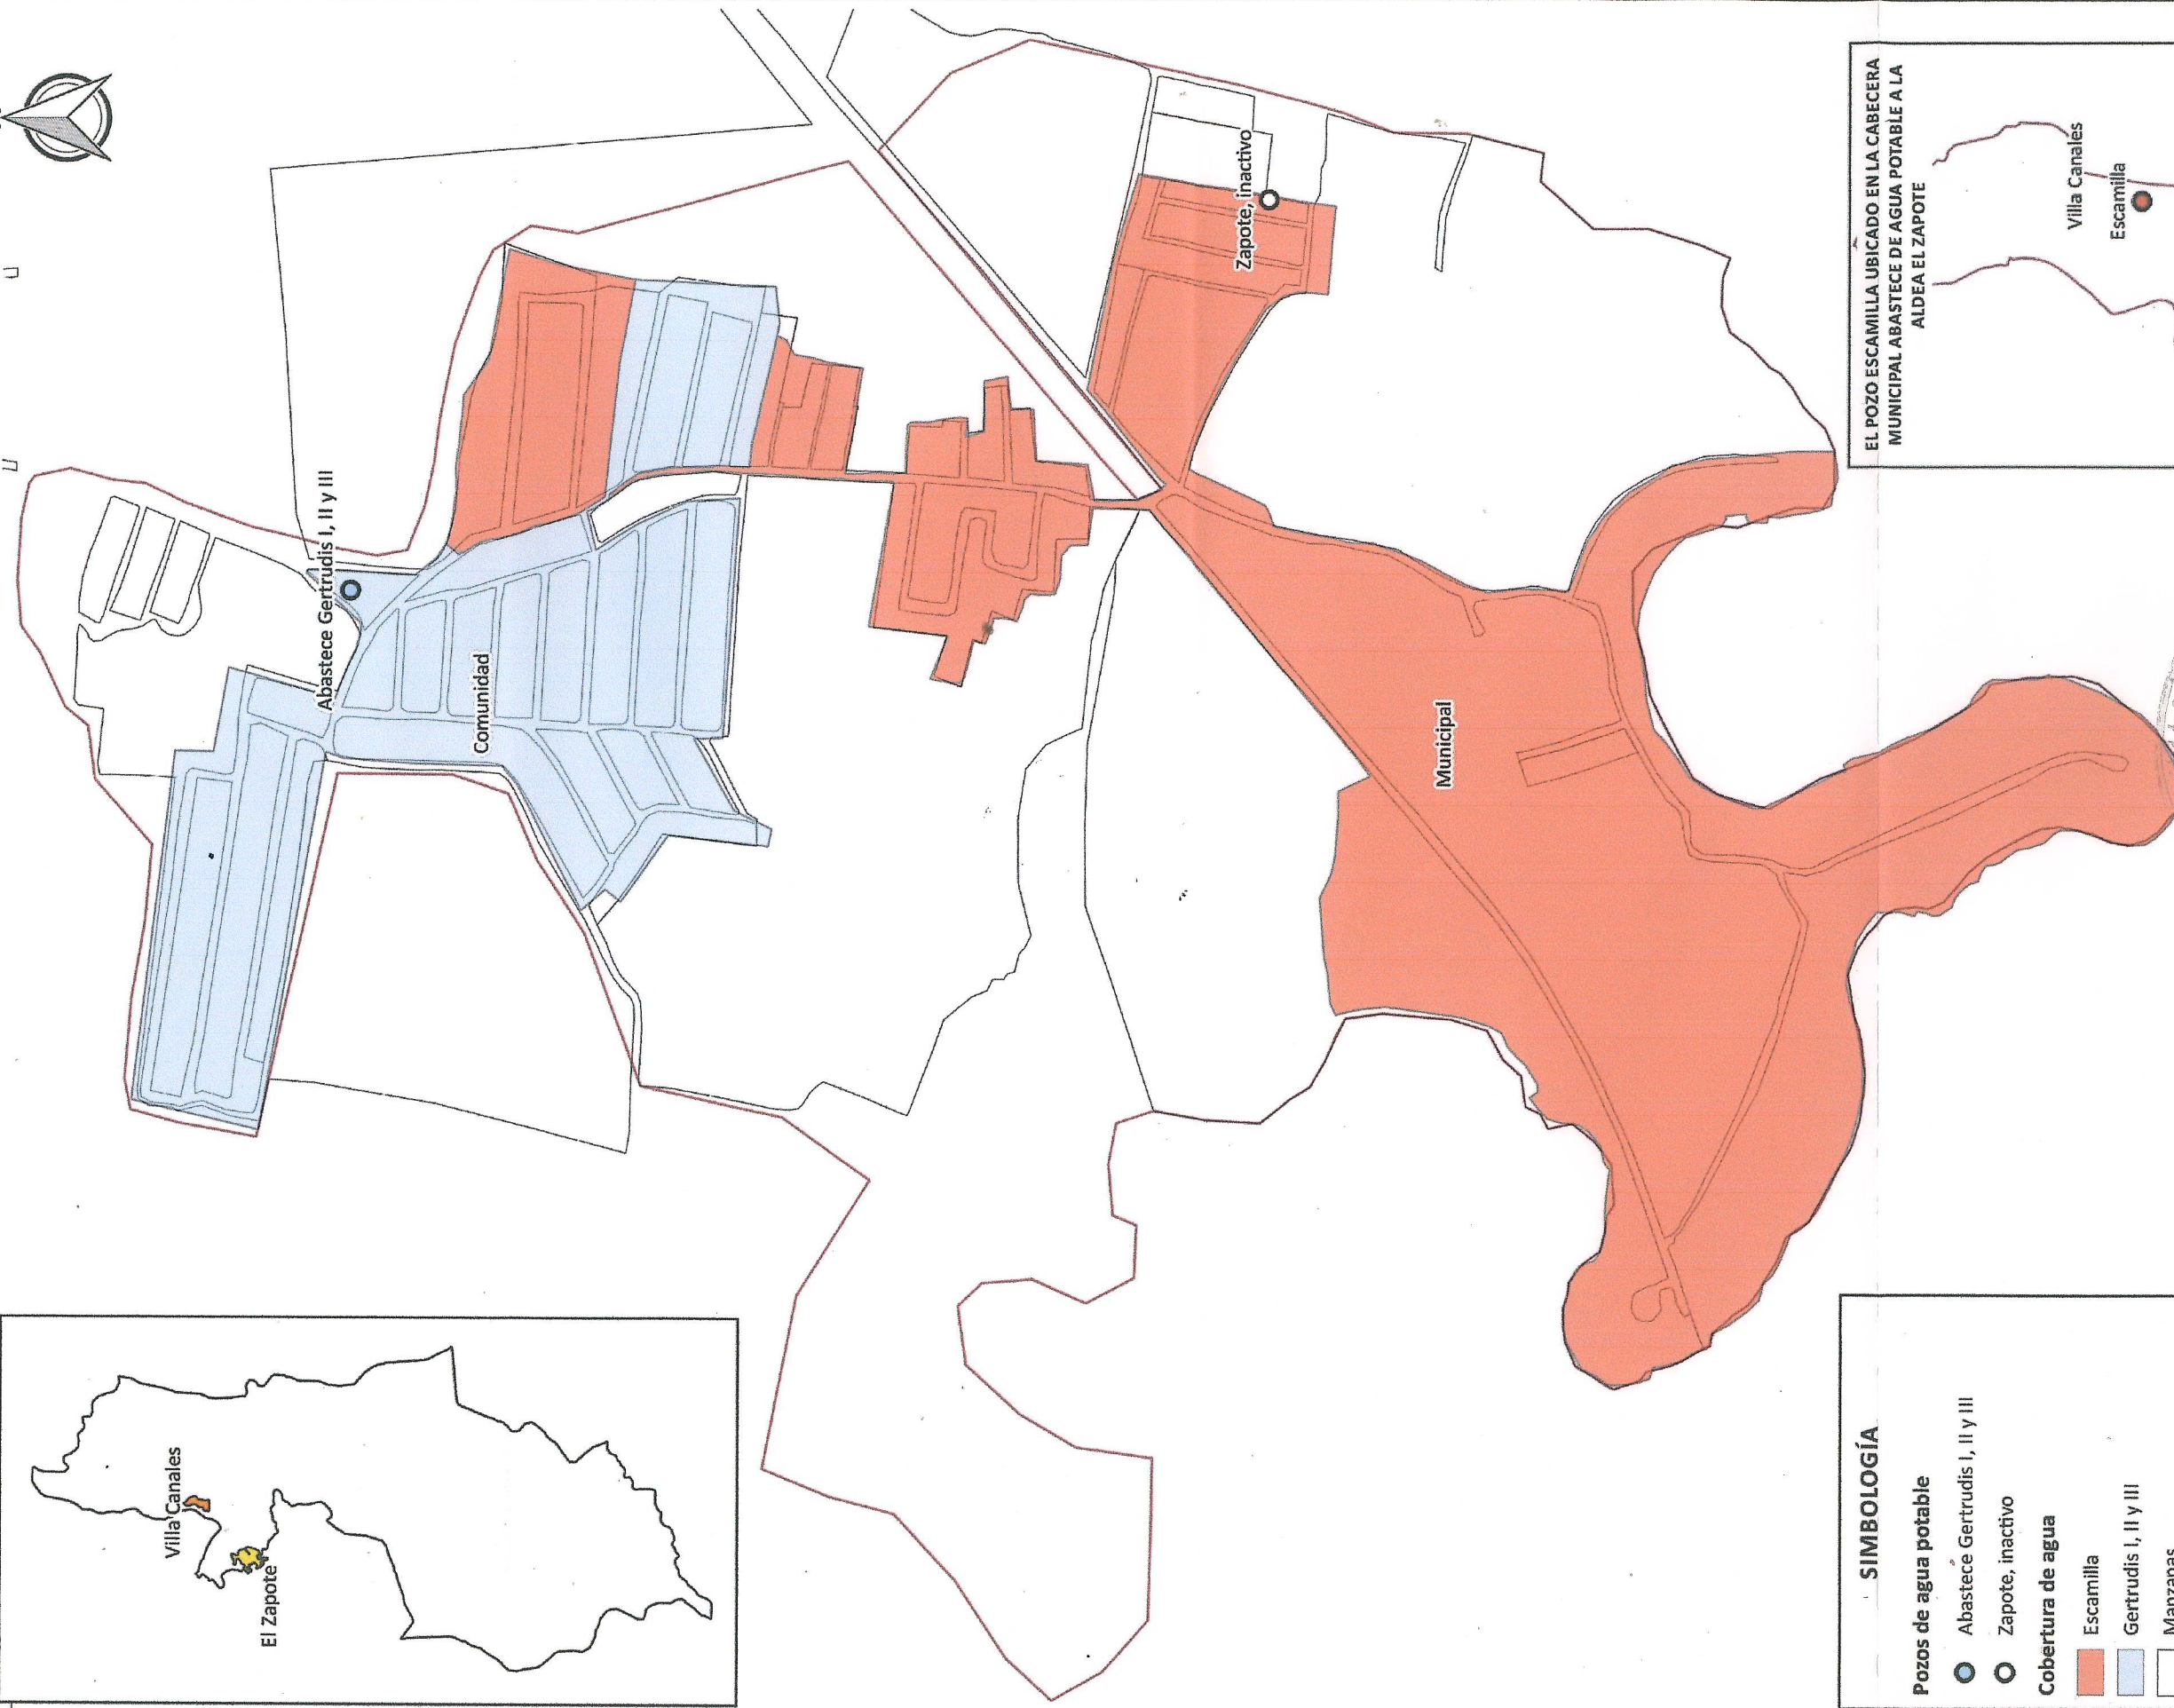 Villa Canales
El Zapote
Abastece Gertrudis I, II y III
Comunidad
Zapote, inactivo
Municipal
SIMBOLOGÍA
Pozos de agua potable
Abastece Gertrudis I, II y III
Zapote, inactivo
Cobertura de agua
Escamilla
Gertrudis I, II y III
Manzanas
EL POZO ESCAMILLA UBICADO EN LA CABECERA
MUNICIPAL ABASTECE DE AGUA POTABLE A LA
ALDEA EL ZAPOTE
Villa Canales
Escamilla